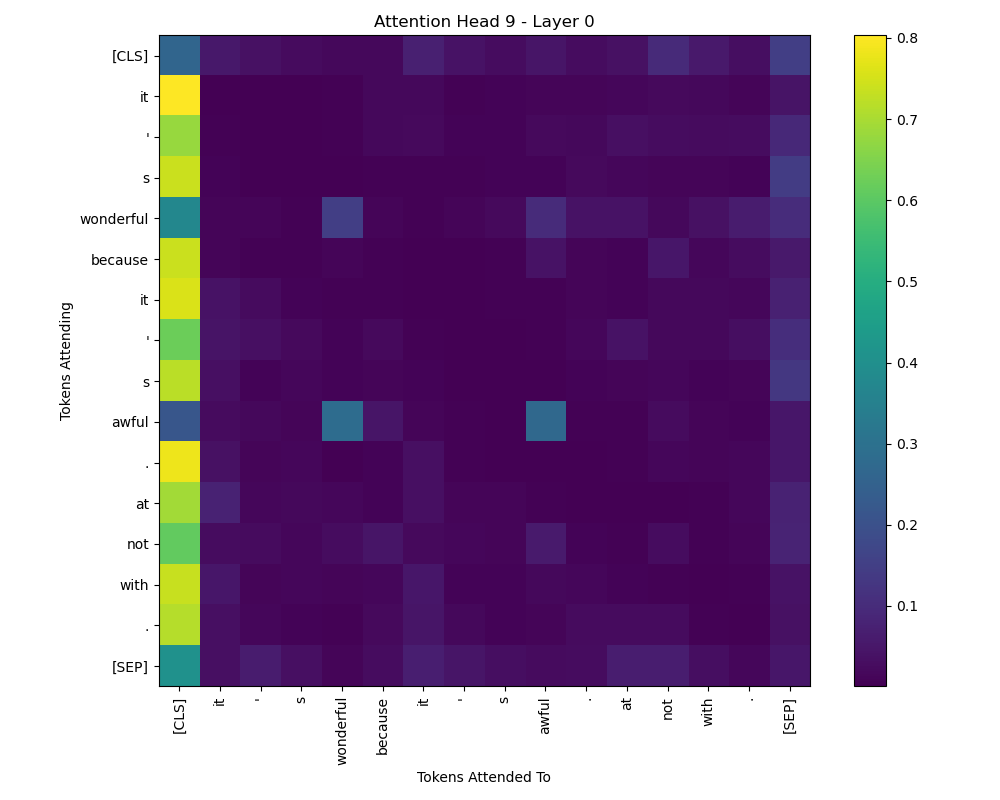 Attention Head 9 - Layer 0
Tokens Attending
[CLS]
it
'
s
wonderful
because
it
'
s
awful
.
at
not
with
.
[SEP]
[CLS]
it
'
s
wonderful
because
it
'
s
awful
.
at
not
with
.
[SEP]
Tokens Attended To
0.8
0.7
0.6
0.5
0.4
0.3
0.2
0.1